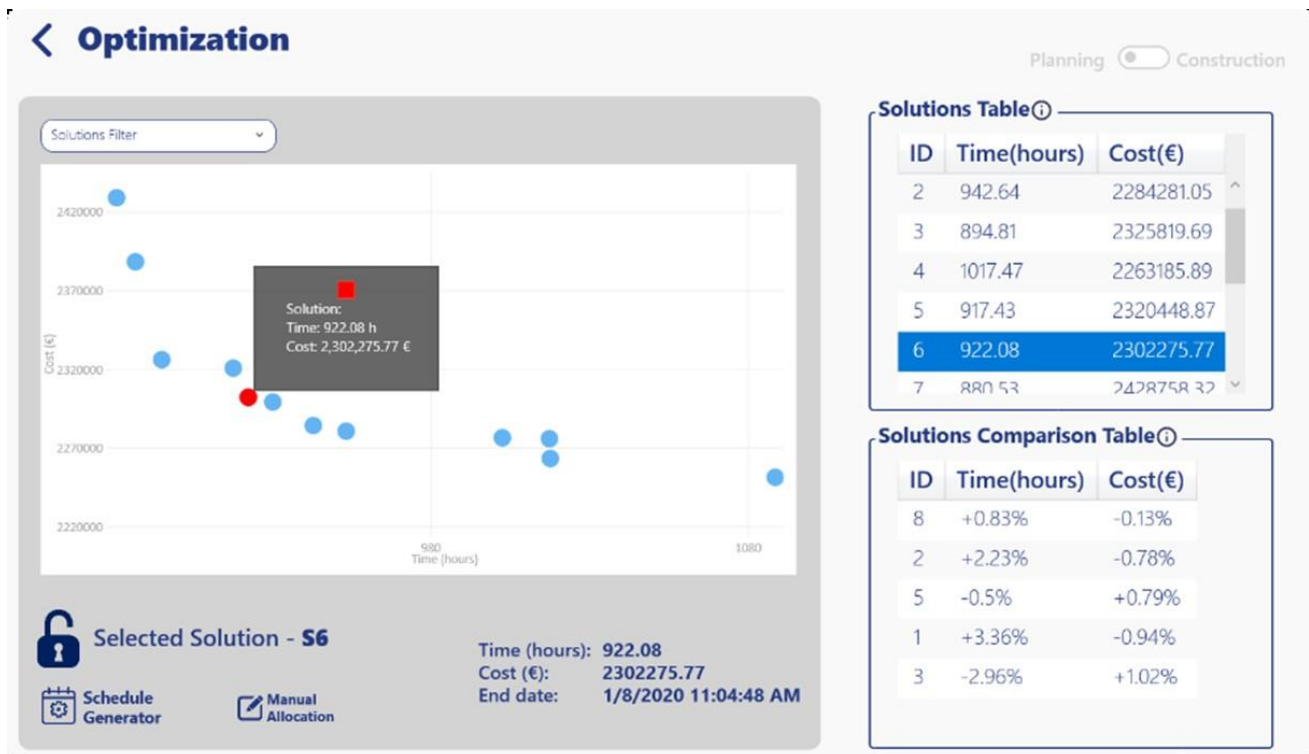 Optimization
Planning Construction
Solutions Filter
2420000
2370000
2320000
2270000
2220000
Cost (€)
980
1080
Time (hours)
Solution:
Time: 922.08 h
Cost: 2,302,275.77 €
Selected Solution - S6
Schedule
Generator
Manual
Allocation
Time (hours): 922.08
Cost (€): 2302275.77
End date: 1/8/2020 11:04:48 AM
Solutions Table
ID Time(hours) Cost(€)
2 942.64 2284281.05
3 894.81 2325819.69
4 1017.47 2263185.89
5 917.43 2320448.87
6 922.08 2302275.77
7 880.53 2428758.32
Solutions Comparison Table
ID Time(hours) Cost(€)
8 +0.83% -0.13%
2 +2.23% -0.78%
5 -0.5% +0.79%
1 +3.36% -0.94%
3 -2.96% +1.02%